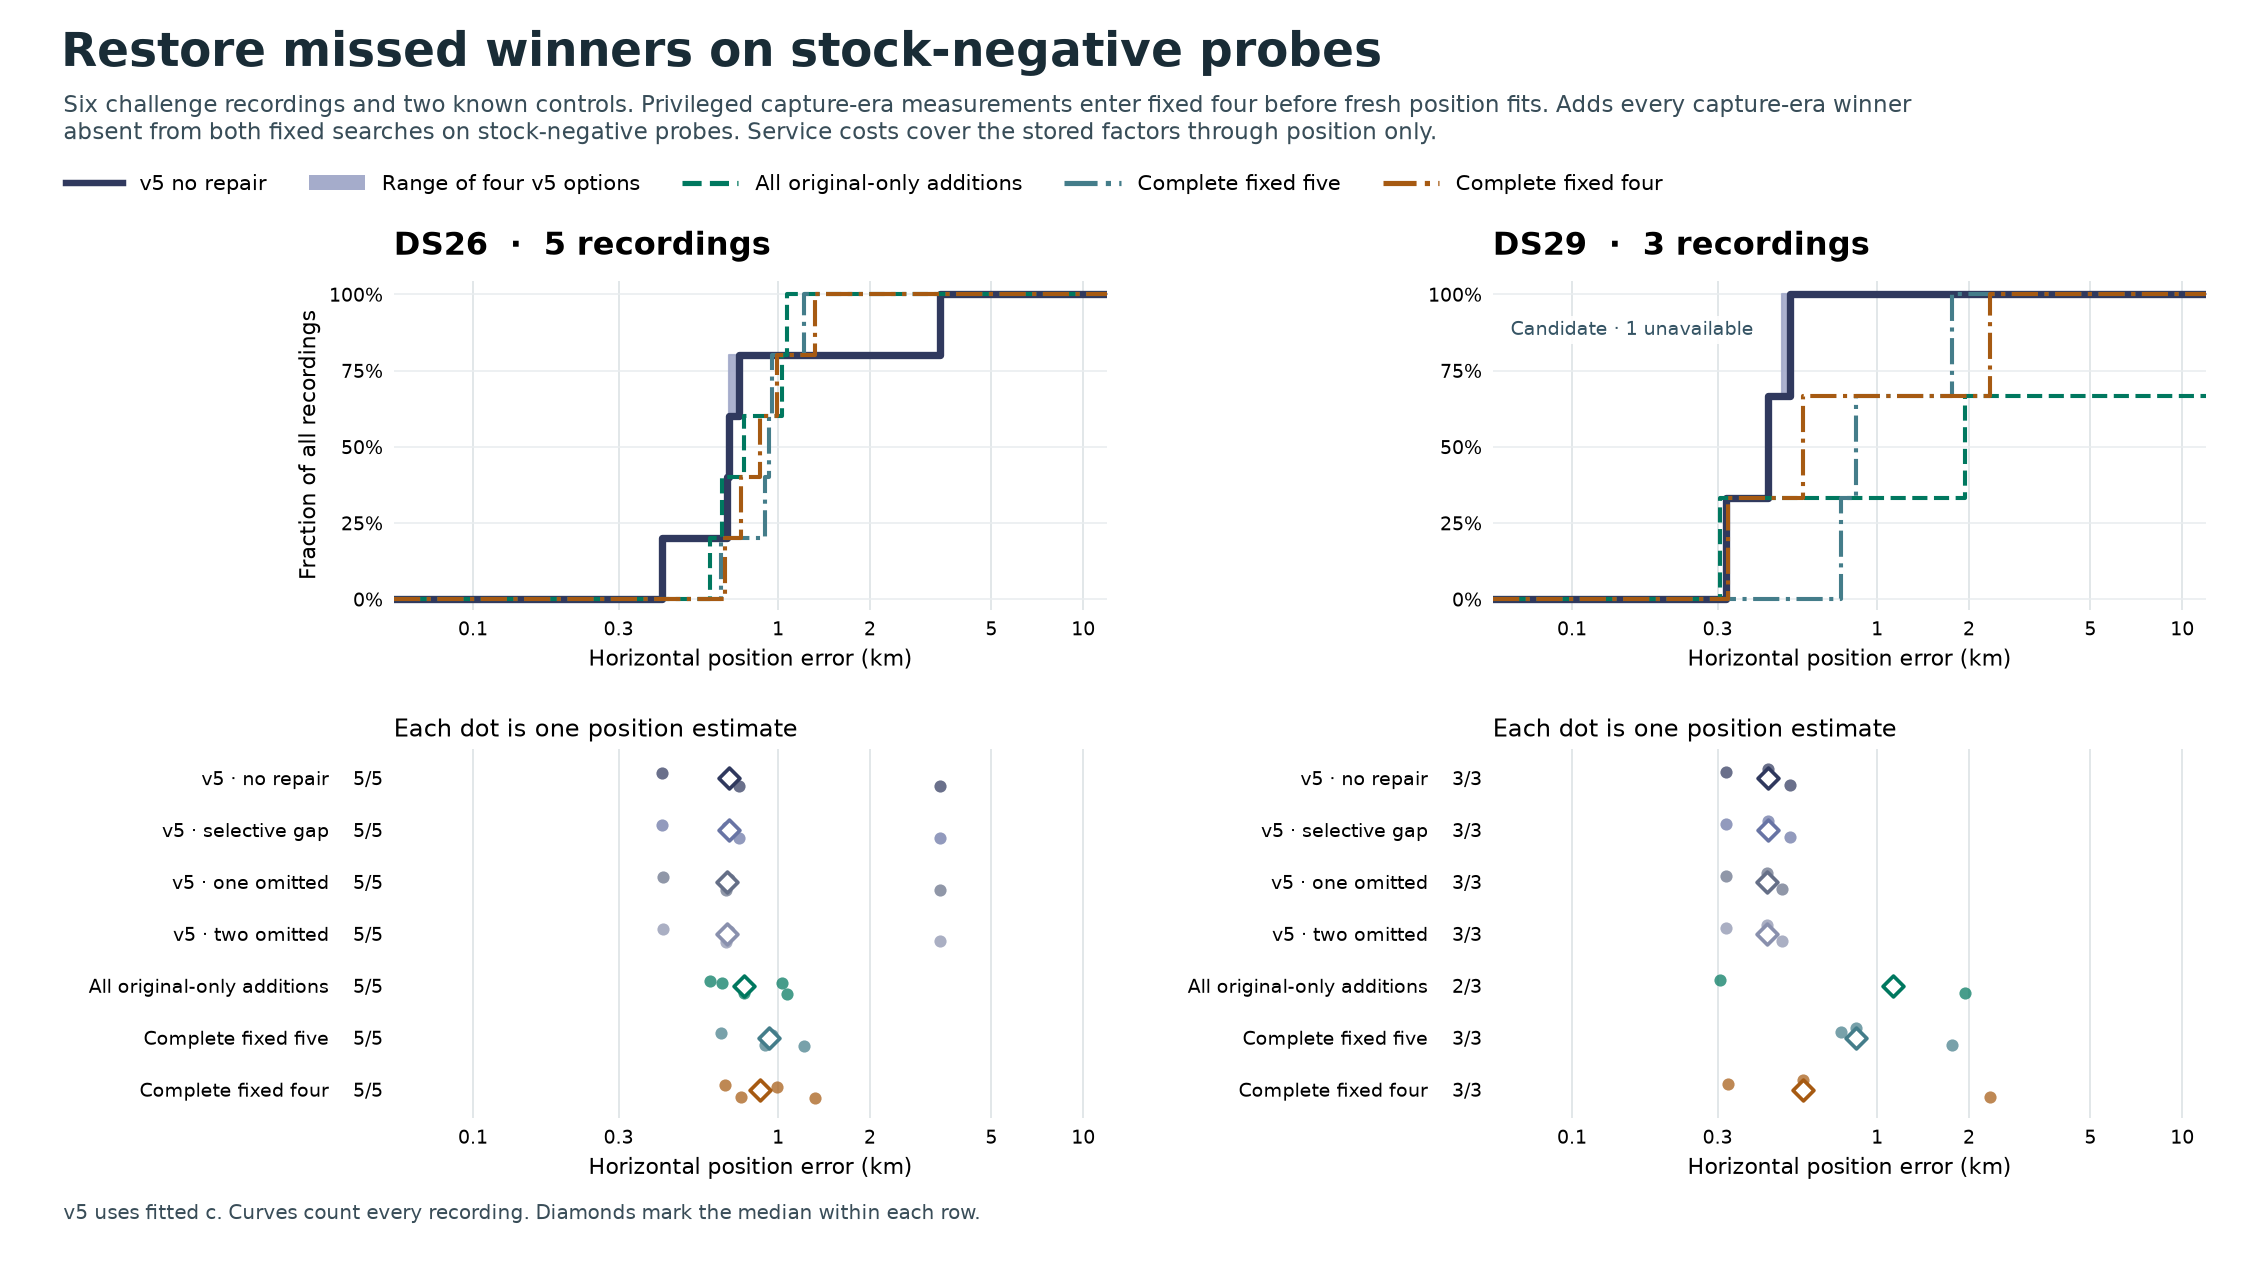 Restore missed winners on stock-negative probes
Six challenge recordings and two known controls. Privileged capture-era measurements enter fixed four before fresh position fits. Adds every capture-era winner
absent from both fixed searches on stock-negative probes. Service costs cover the stored factors through position only.
v5 no repair
Range of four v5 options
All original-only additions
Complete fixed five
Complete fixed four
DS26 · 5 recordings
Fraction of all recordings
100%
75%
50%
25%
0%
0.1 0.3 1 2 5 10
Horizontal position error (km)
DS29 · 3 recordings
Candidate · 1 unavailable
100%
75%
50%
25%
0%
0.1 0.3 1 2 5 10
Horizontal position error (km)
Each dot is one position estimate
v5 · no repair 5/5
v5 · selective gap 5/5
v5 · one omitted 5/5
v5 · two omitted 5/5
All original-only additions 5/5
Complete fixed five 5/5
Complete fixed four 5/5
0.1 0.3 1 2 5 10
Horizontal position error (km)
Each dot is one position estimate
v5 · no repair 3/3
v5 · selective gap 3/3
v5 · one omitted 3/3
v5 · two omitted 3/3
All original-only additions 2/3
Complete fixed five 3/3
Complete fixed four 3/3
0.1 0.3 1 2 5 10
Horizontal position error (km)
v5 uses fitted c. Curves count every recording. Diamonds mark the median within each row.